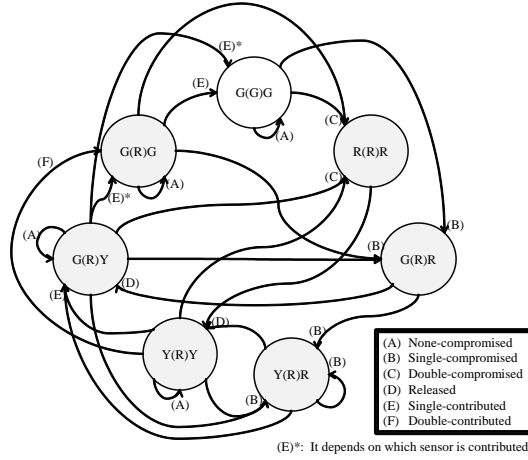 (E)*
G(G)G
(E)
(C)
(A)
G(R)G
R(R)R
(F)
(A)
(C)
(E)*
(A)
(B)
(B)
G(R)Y
G(R)R
(D)
(E)
(D)
(B)
Y(R)Y
Y(R)R
(B)
(A)
(B)
(A) None-compromised
(B) Single-compromised
(C) Double-compromised
(D) Released
(E) Single-contributed
(F) Double-contributed
(E)*: It depends on which sensor is contributed